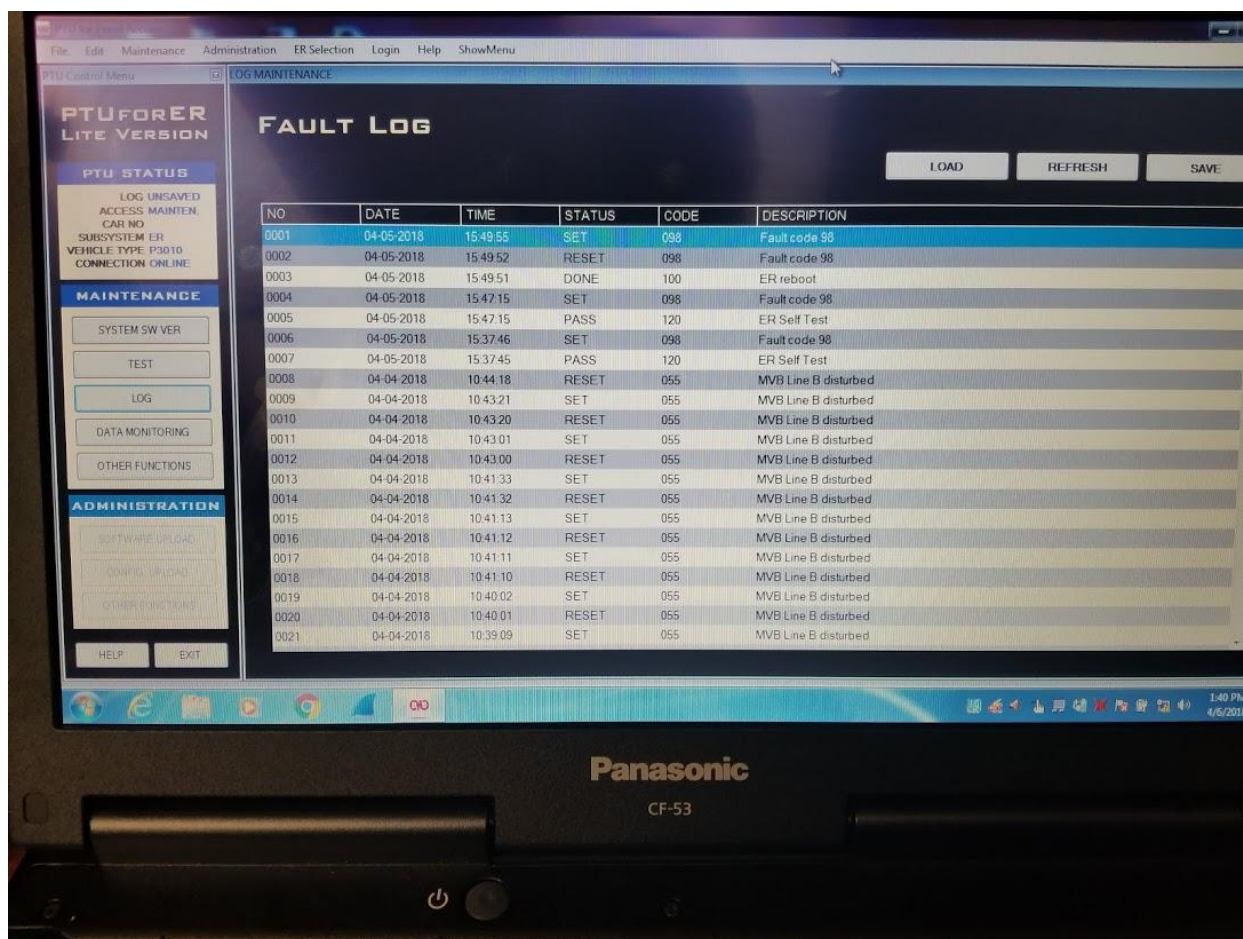 File Edit Maintenance Administration ER Selection Login Help ShowMenu
PTU Control Menu
LOG MAINTENANCE
PTUforER
Lite Version
PTU STATUS
LOG UNSAVED
ACCESS MAINTEN.
CAR NO
SUBSYSTEM ER
VEHICLE TYPE P3010
CONNECTION ONLINE
MAINTENANCE
SYSTEM SW VER
TEST
LOG
DATA MONITORING
OTHER FUNCTIONS
ADMINISTRATION
SOFTWARE UPLOAD
CONFIG. UPLOAD
OTHER FUNCTIONS
HELP EXIT
Fault Log
LOAD REFRESH SAVE
NO DATE TIME STATUS CODE DESCRIPTION
0001 04-05-2018 15:49:55 SET 098 Fault code 98
0002 04-05-2018 15:49:52 RESET 098 Fault code 98
0003 04-05-2018 15:49:51 DONE 100 ER reboot
0004 04-05-2018 15:47:15 SET 098 Fault code 98
0005 04-05-2018 15:47:15 PASS 120 ER Self Test
0006 04-05-2018 15:37:46 SET 098 Fault code 98
0007 04-05-2018 15:37:45 PASS 120 ER Self Test
0008 04-04-2018 10:44:18 RESET 055 MVB Line B disturbed
0009 04-04-2018 10:43:21 SET 055 MVB Line B disturbed
0010 04-04-2018 10:43:20 RESET 055 MVB Line B disturbed
0011 04-04-2018 10:43:01 SET 055 MVB Line B disturbed
0012 04-04-2018 10:43:00 RESET 055 MVB Line B disturbed
0013 04-04-2018 10:41:33 SET 055 MVB Line B disturbed
0014 04-04-2018 10:41:32 RESET 055 MVB Line B disturbed
0015 04-04-2018 10:41:13 SET 055 MVB Line B disturbed
0016 04-04-2018 10:41:12 RESET 055 MVB Line B disturbed
0017 04-04-2018 10:41:11 SET 055 MVB Line B disturbed
0018 04-04-2018 10:41:10 RESET 055 MVB Line B disturbed
0019 04-04-2018 10:40:02 SET 055 MVB Line B disturbed
0020 04-04-2018 10:40:01 RESET 055 MVB Line B disturbed
0021 04-04-2018 10:39:09 SET 055 MVB Line B disturbed
1:40 PM
Panasonic
CF-53